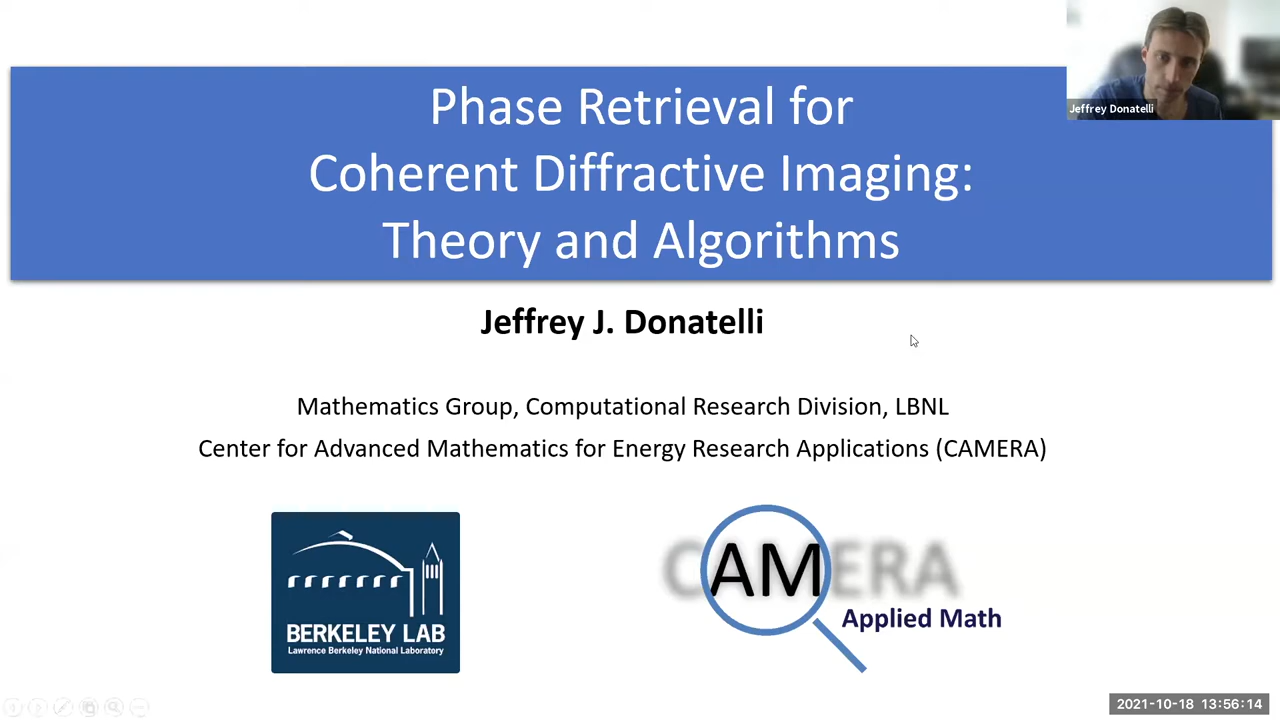 Phase Retrieval for
Coherent Diffractive Imaging:
Theory and Algorithms
Jeffrey Donatelli
Jeffrey J. Donatelli
Mathematics Group, Computational Research Division, LBNL
Center for Advanced Mathematics for Energy Research Applications (CAMERA)
BERKELEY LAB
Lawrence Berkeley National Laboratory
CAMERA
Applied Math
2021-10-18 13:56:14